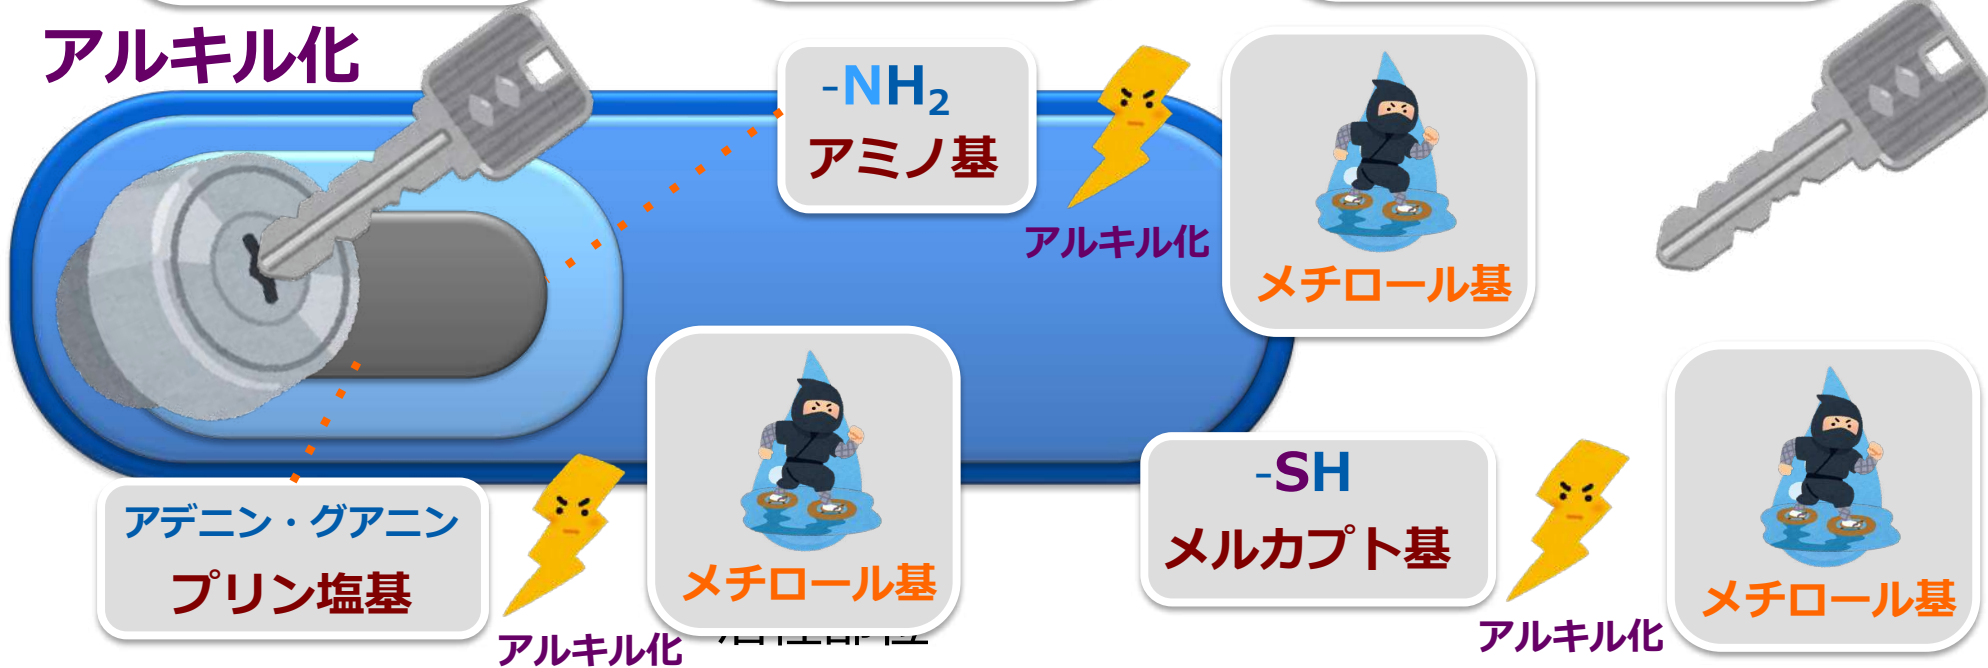 アルキル化
-NH₂
アミノ基
アルキル化
メチロール基
アデニン・グアニン
プリン塩基
アルキル化
メチロール基
-SH
メルカプト基
アルキル化
メチロール基